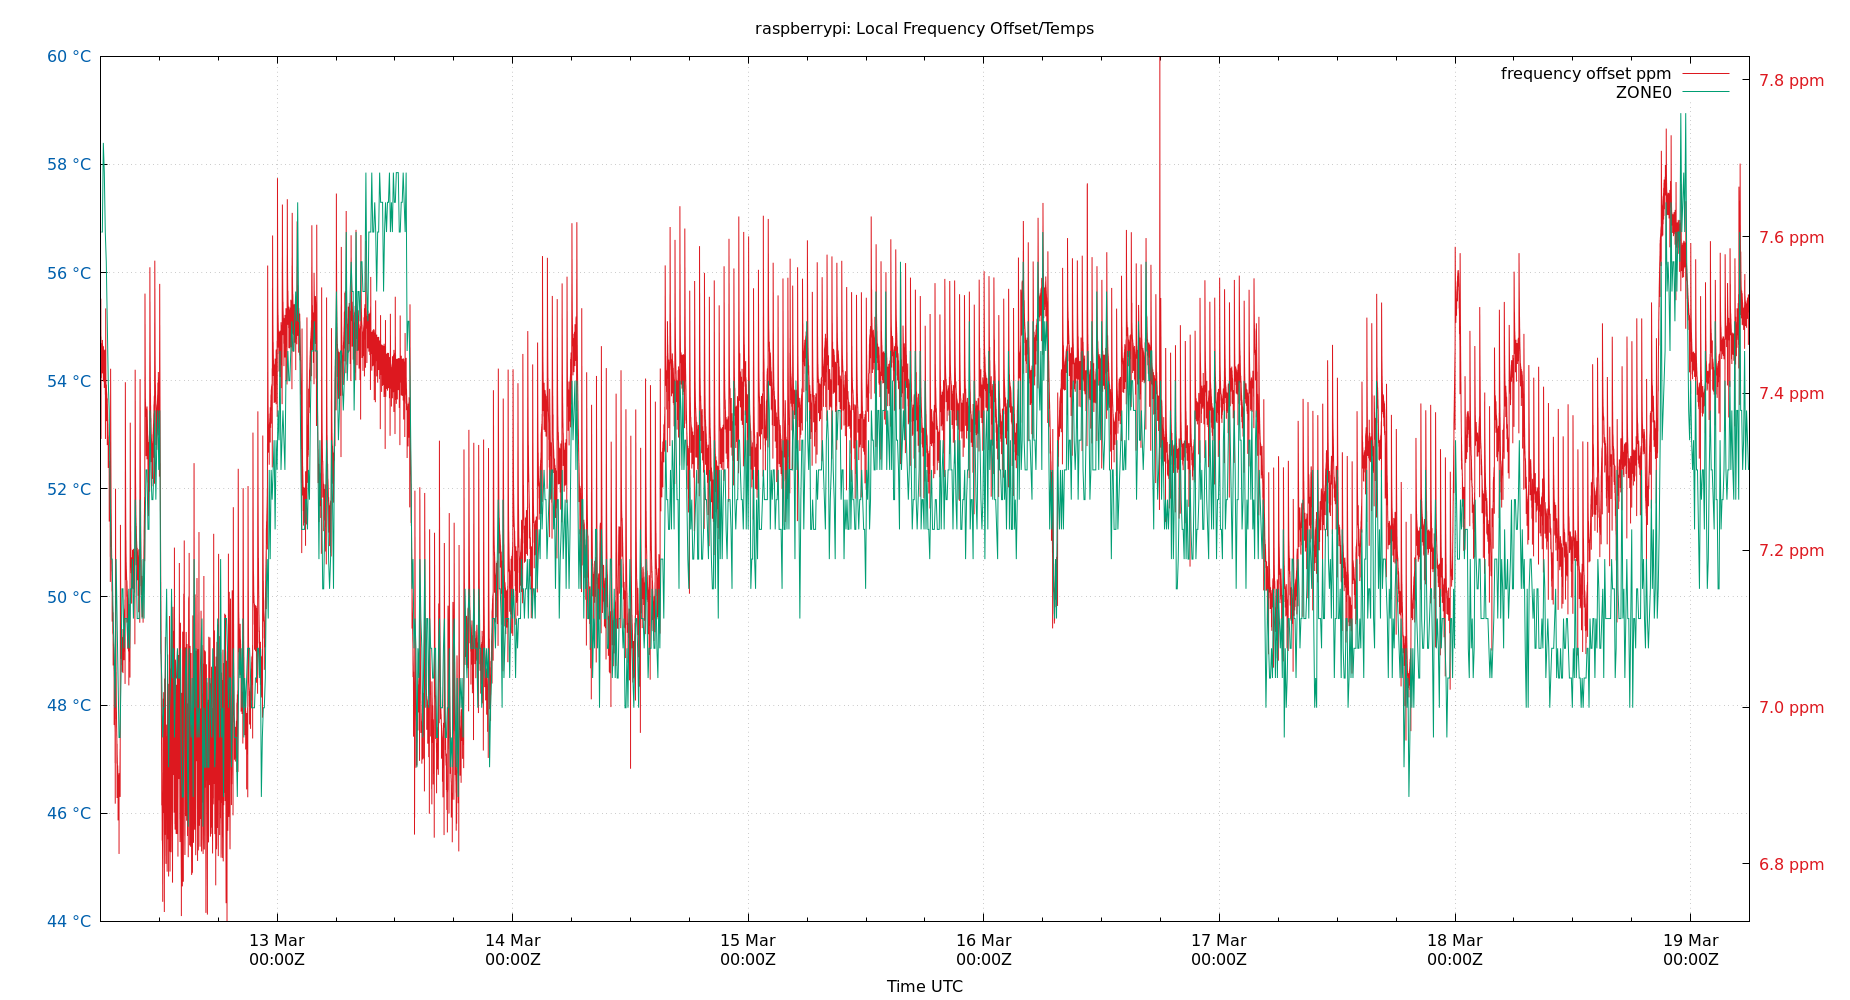 raspberrypi: Local Frequency Offset/Temps
60 °C
58 °C
56 °C
54 °C
52 °C
50 °C
48 °C
46 °C
44 °C
frequency offset ppm
ZONE0
7.8 ppm
7.6 ppm
7.4 ppm
7.2 ppm
7.0 ppm
6.8 ppm
13 Mar
00:00Z
14 Mar
00:00Z
15 Mar
00:00Z
16 Mar
00:00Z
17 Mar
00:00Z
18 Mar
00:00Z
19 Mar
00:00Z
Time UTC